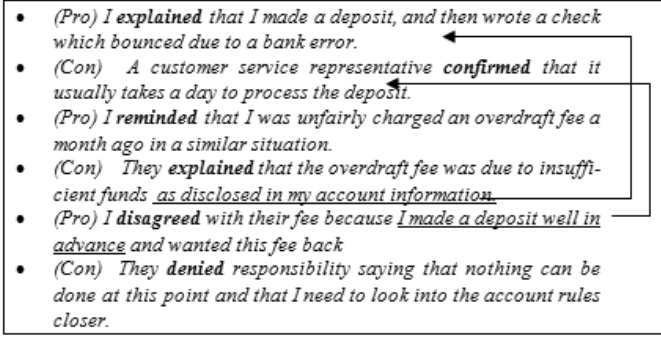 • (Pro) I explained that I made a deposit, and then wrote a check
which bounced due to a bank error.
• (Con) A customer service representative confirmed that it
usually takes a day to process the deposit.
• (Pro) I reminded that I was unfairly charged an overdraft fee a
month ago in a similar situation.
• (Con) They explained that the overdraft fee was due to insuffi-
cient funds as disclosed in my account information.
• (Pro) I disagreed with their fee because I made a deposit well in
advance and wanted this fee back
• (Con) They denied responsibility saying that nothing can be
done at this point and that I need to look into the account rules
closer.